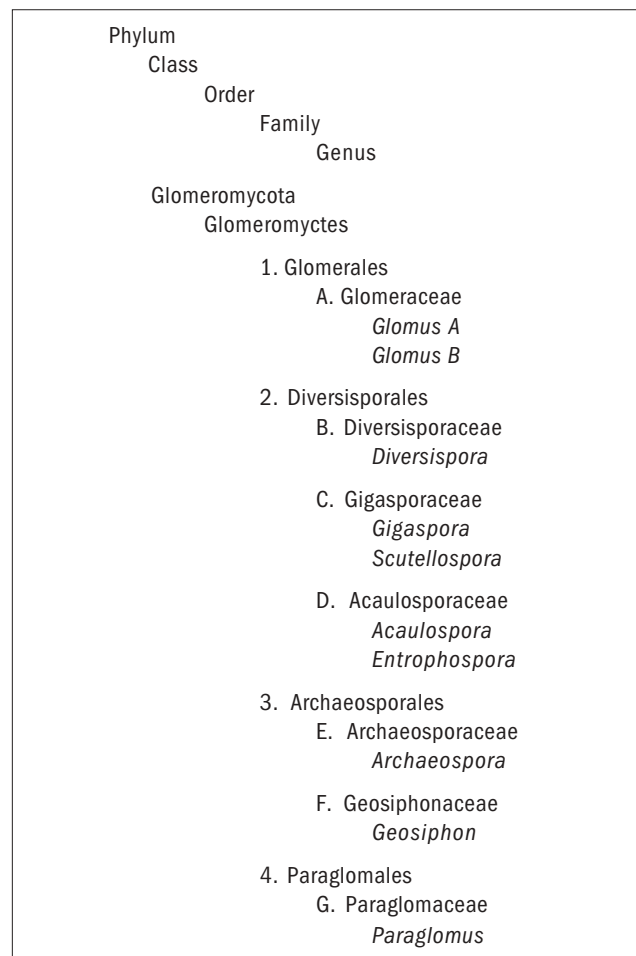 Phylum
Class
Order
Family
Genus
Glomeromycota
Glomeromyctes
1. Glomerales
A. Glomeraceae
Glomus A
Glomus B
2. Diversisporales
B. Diversisporaceae
Diversispora
C. Gigasporaceae
Gigaspora
Scutellospora
D. Acaulosporaceae
Acaulospora
Entrophospora
3. Archaeosporales
E. Archaeosporaceae
Archaeospora
F. Geosiphonaceae
Geosiphon
4. Paraglomales
G. Paraglomaceae
Paraglomus